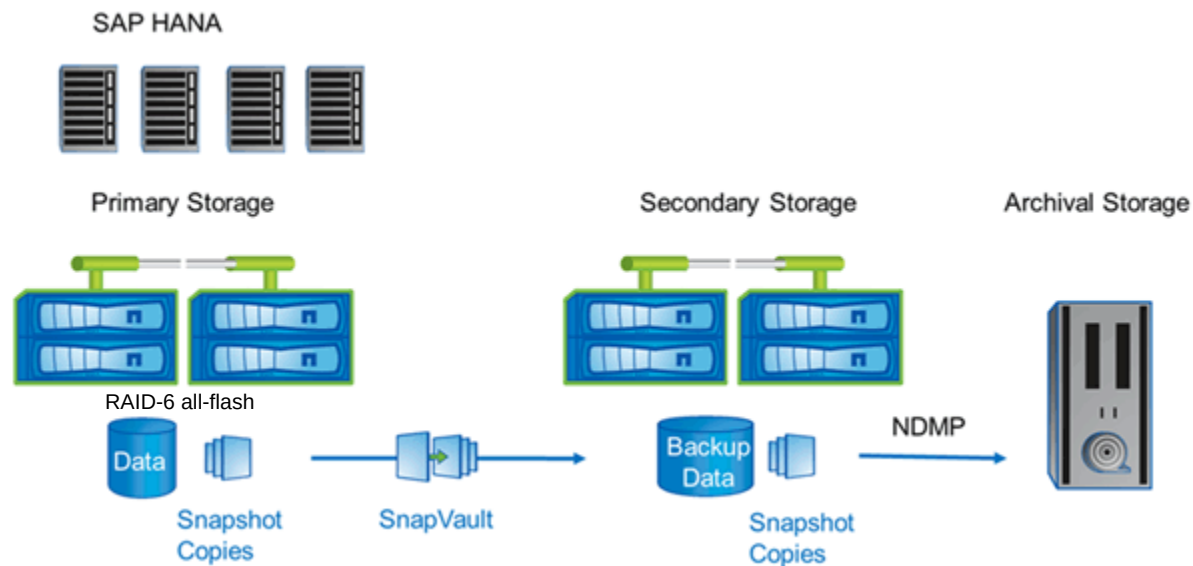 SAP HANA
Primary Storage
Secondary Storage
Archival Storage
RAID-6 all-flash
Data
Snapshot
Copies
SnapVault
Backup
Data
Snapshot
Copies
NDMP